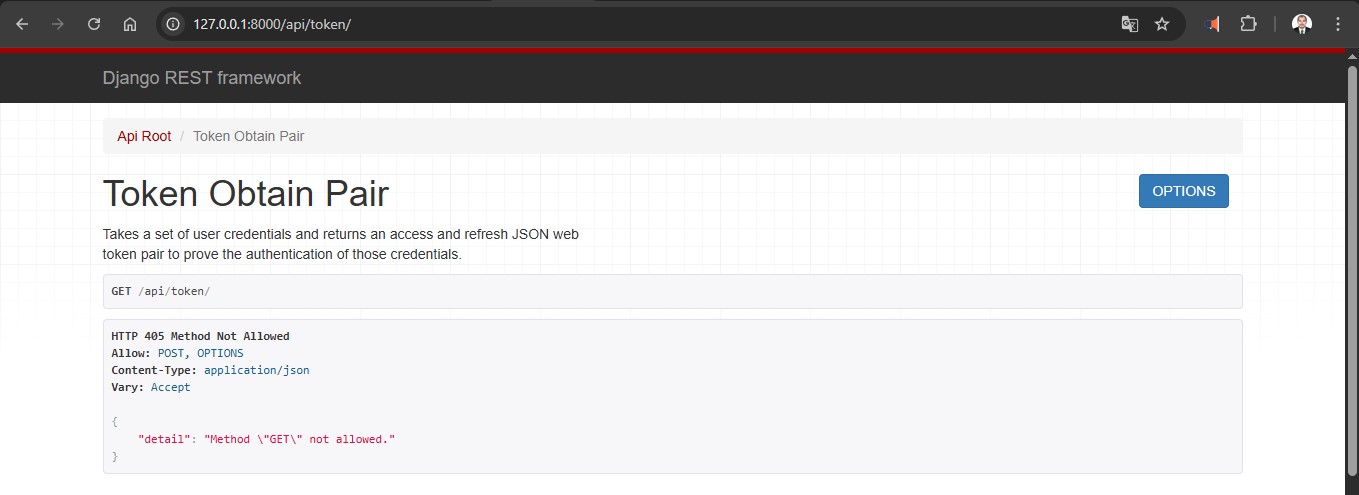 127.0.0.1:8000/api/token/
Django REST framework
Api Root / Token Obtain Pair
Token Obtain Pair
OPTIONS
Takes a set of user credentials and returns an access and refresh JSON web
token pair to prove the authentication of those credentials.
GET /api/token/
HTTP 405 Method Not Allowed
Allow: POST, OPTIONS
Content-Type: application/json
Vary: Accept
{
    "detail": "Method \"GET\" not allowed."
}